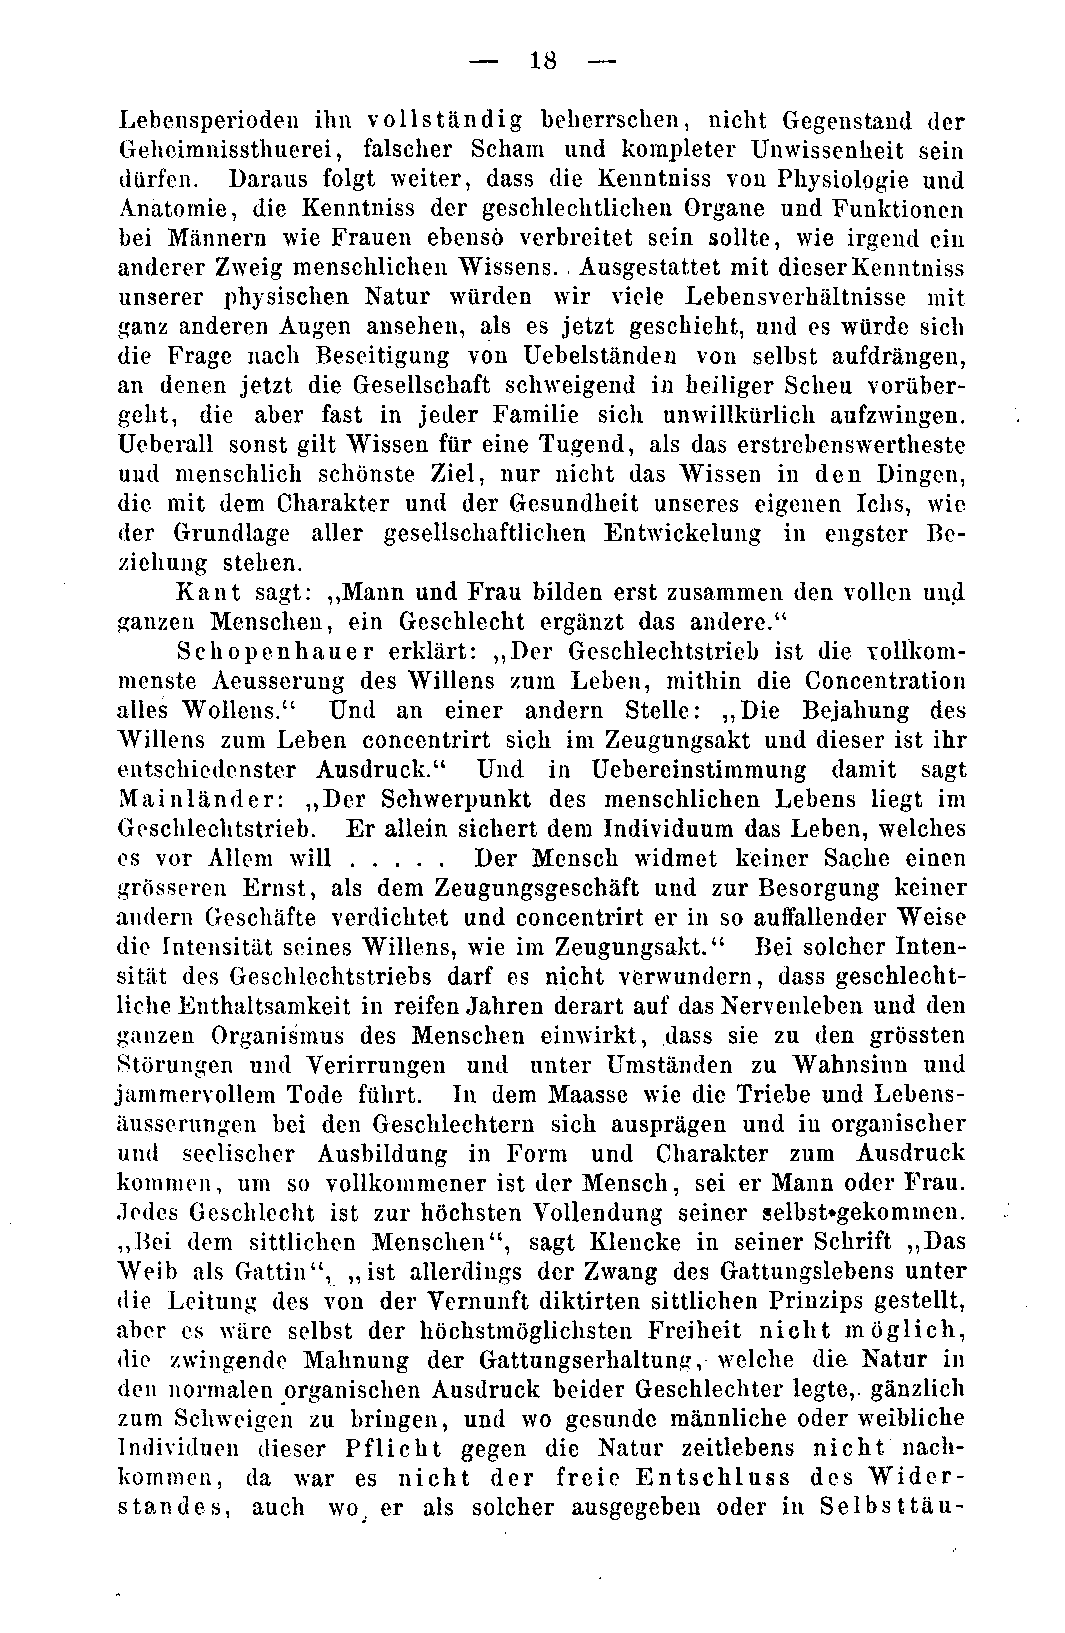 — 18 —
Lebensperioden ihn vollständig beherrschen, nicht Gegenstand der
Geheimnissthuerei, falscher Scham und kompleter Unwissenheit sein
dürfen. Daraus folgt weiter, dass die Kenntniss von Physiologie und
Anatomie, die Kenntniss der geschlechtlichen Organe und Funktionen
bei Männern wie Frauen ebenso verbreitet sein sollte, wie irgend ein
anderer Zweig menschlichen Wissens. Ausgestattet mit dieser Kenntniss
unserer physischen Natur würden wir viele Lebensverhältnisse mit
ganz anderen Augen ansehen, als es jetzt geschieht, und es würde sich
die Frage nach Beseitigung von Uebelständen von selbst aufdrängen,
an denen jetzt die Gesellschaft schweigend in heiliger Scheu vorüber-
geht, die aber fast in jeder Familie sich unwillkürlich aufzwingen.
Ueberall sonst gilt Wissen für eine Tugend, als das erstrebenswertheste
und menschlich schönste Ziel, nur nicht das Wissen in den Dingen,
die mit dem Charakter und der Gesundheit unseres eigenen Ichs, wie
der Grundlage aller gesellschaftlichen Entwickelung in engster Be-
ziehung stehen.
Kant sagt: „Mann und Frau bilden erst zusammen den vollen und
ganzen Menschen, ein Geschlecht ergänzt das andere.“
Schopenhauer erklärt: „Der Geschlechtstrieb ist die vollkom-
menste Aeusserung des Willens zum Leben, mithin die Concentration
alles Wollens.“ Und an einer andern Stelle: „Die Bejahung des
Willens zum Leben concentrirt sich im Zeugungsakt und dieser ist ihr
entschiedenster Ausdruck.“ Und in Uebereinstimmung damit sagt
Mainländer: „Der Schwerpunkt des menschlichen Lebens liegt im
Geschlechtstrieb. Er allein sichert dem Individuum das Leben, welches
es vor Allem will . . . . . Der Mensch widmet keiner Sache einen
grösseren Ernst, als dem Zeugungsgeschäft und zur Besorgung keiner
andern Geschäfte verdichtet und concentrirt er in so auffallender Weise
die Intensität seines Willens, wie im Zeugungsakt.“ Bei solcher Inten-
sität des Geschlechtstriebs darf es nicht verwundern, dass geschlecht-
liche Enthaltsamkeit in reifen Jahren derart auf das Nervenleben und den
ganzen Organismus des Menschen einwirkt, dass sie zu den grössten
Störungen und Verirrungen und unter Umständen zu Wahnsinn und
jammervollem Tode führt. In dem Maasse wie die Triebe und Lebens-
äusserungen bei den Geschlechtern sich ausprägen und in organischer
und seelischer Ausbildung in Form und Charakter zum Ausdruck
kommen, um so vollkommener ist der Mensch, sei er Mann oder Frau.
Jedes Geschlecht ist zur höchsten Vollendung seiner selbst gekommen.
„Bei dem sittlichen Menschen“, sagt Klencke in seiner Schrift „Das
Weib als Gattin“, „ist allerdings der Zwang des Gattungslebens unter
die Leitung des von der Vernunft diktirten sittlichen Prinzips gestellt,
aber es wäre selbst der höchstmöglichsten Freiheit nicht möglich,
die zwingende Mahnung der Gattungserhaltung, welche die Natur in
den normalen organischen Ausdruck beider Geschlechter legte, gänzlich
zum Schweigen zu bringen, und wo gesunde männliche oder weibliche
Individuen dieser Pflicht gegen die Natur zeitlebens nicht nach-
kommen, da war es nicht der freie Entschluss des Wider-
standes, auch wo er als solcher ausgegeben oder in Selbsttäu-